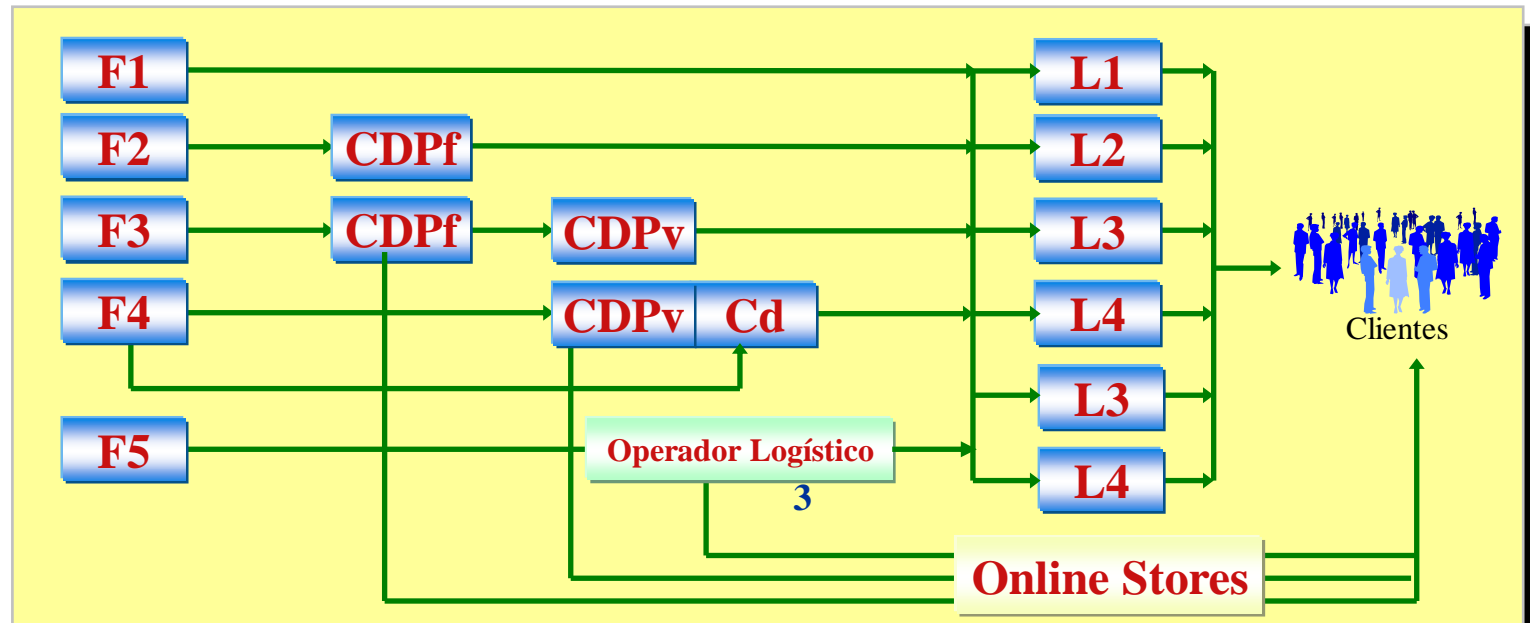 F1
L1
F2
CDPf
L2
F3
CDPf
CDPv
L3
F4
CDPv
Cd
L4
Clientes
L3
F5
Operador Logístico
L4
3
Online Stores